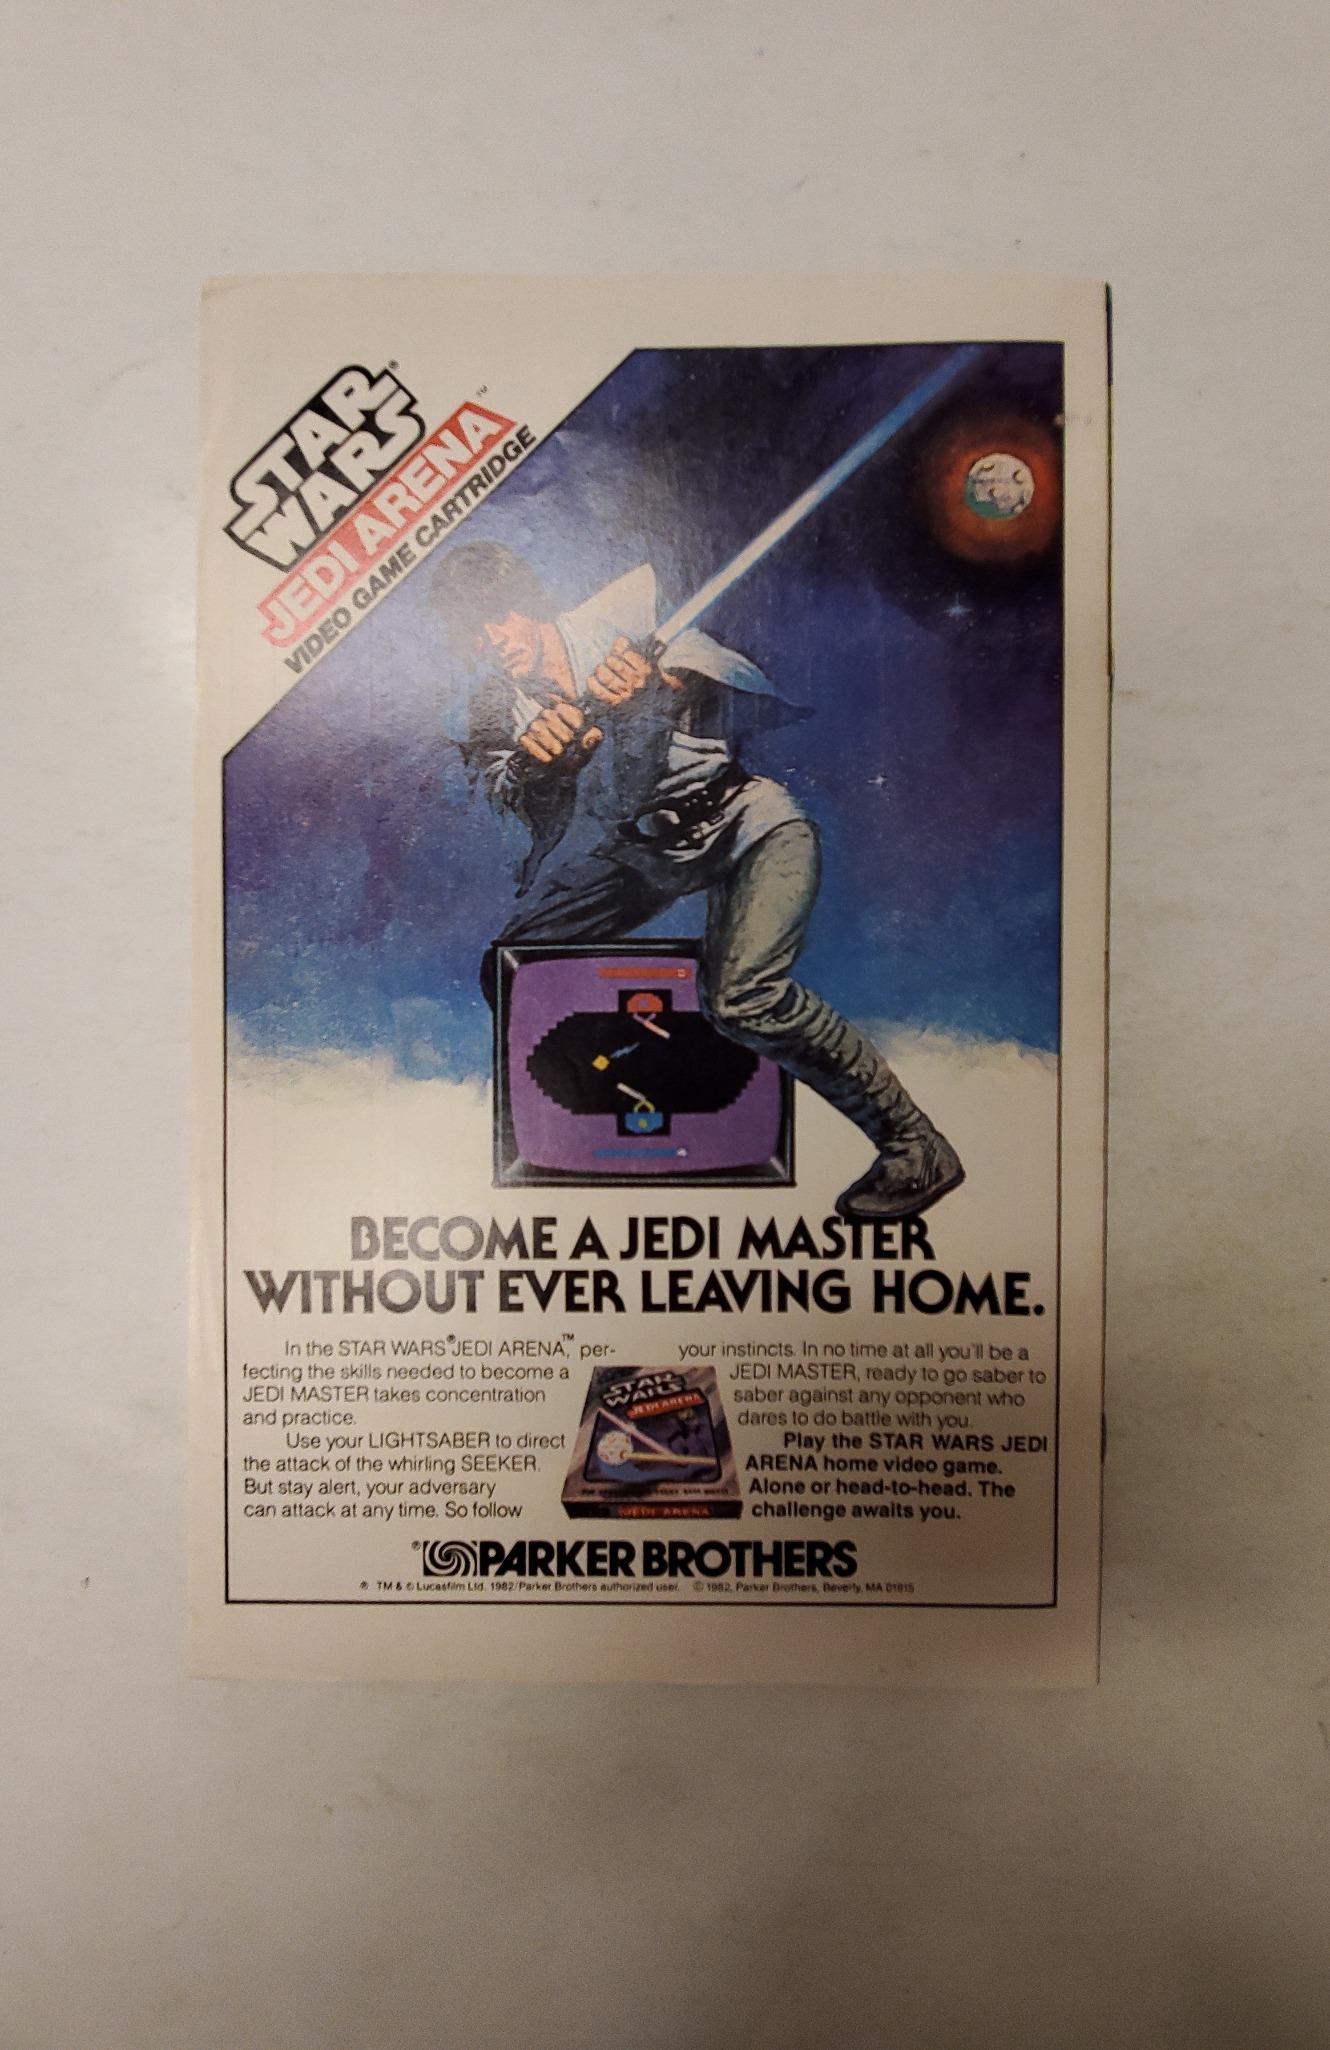 STAR®
WARS
JEDI ARENA™
VIDEO GAME CARTRIDGE
BECOME A JEDI MASTER
WITHOUT EVER LEAVING HOME.
In the STAR WARS® JEDI ARENA,™ per-
fecting the skills needed to become a
JEDI MASTER takes concentration
and practice.
Use your LIGHTSABER to direct
the attack of the whirling SEEKER.
But stay alert, your adversary
can attack at any time. So follow
your instincts. In no time at all you'll be a
JEDI MASTER, ready to go saber to
saber against any opponent who
dares to do battle with you.
Play the STAR WARS JEDI
ARENA home video game.
Alone or head-to-head. The
challenge awaits you.
STAR
WARS
JEDI ARENA
JEDI ARENA
® PARKER BROTHERS
® TM & © Lucasfilm Ltd. 1982/Parker Brothers authorized user. © 1982, Parker Brothers, Beverly, MA 01915